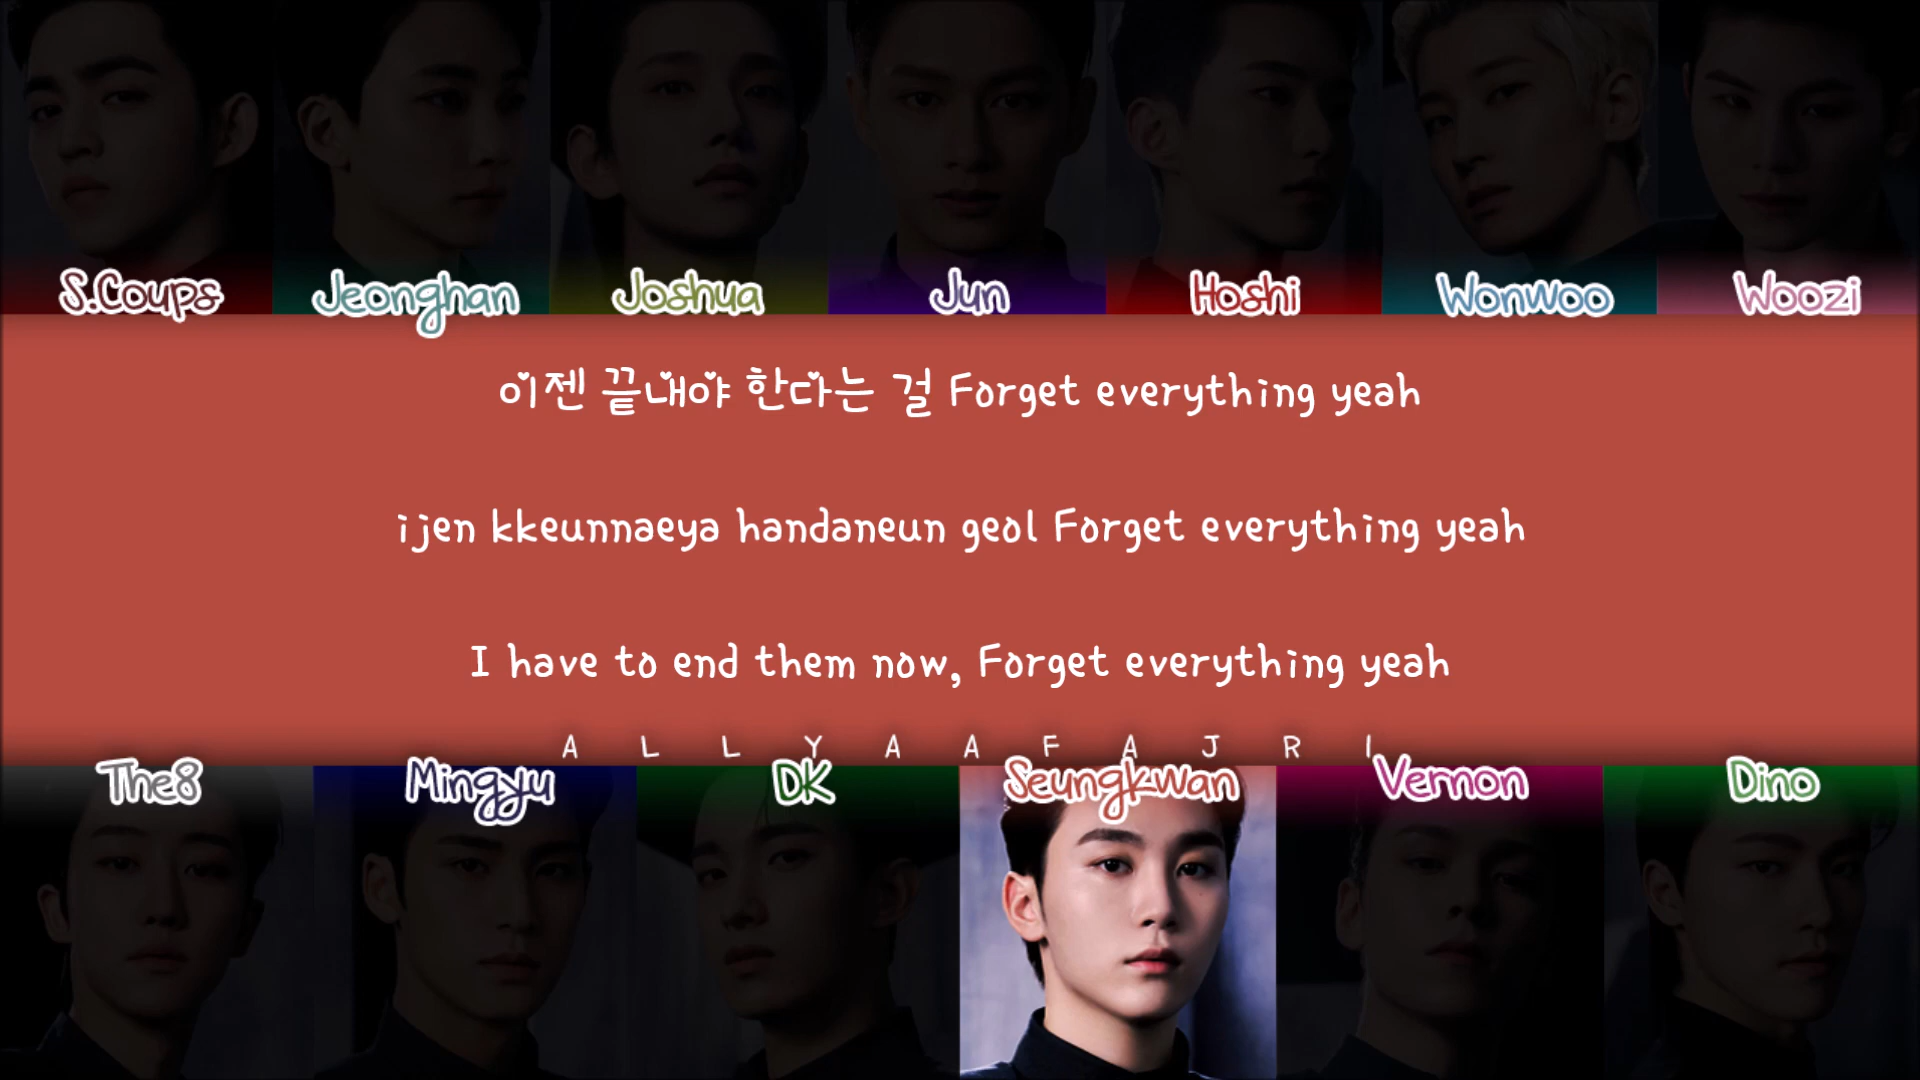 S.Coups Jeonghan Joshua Jun Hoshi Wonwoo Woozi
이젠 끝내야 한다는 걸 Forget everything yeah
ijen kkeunnaeya handaneun geol Forget everything yeah
I have to end them now, Forget everything yeah
A L L Y A A F A J R I
The8 Mingyu DK Seungkwan Vernon Dino